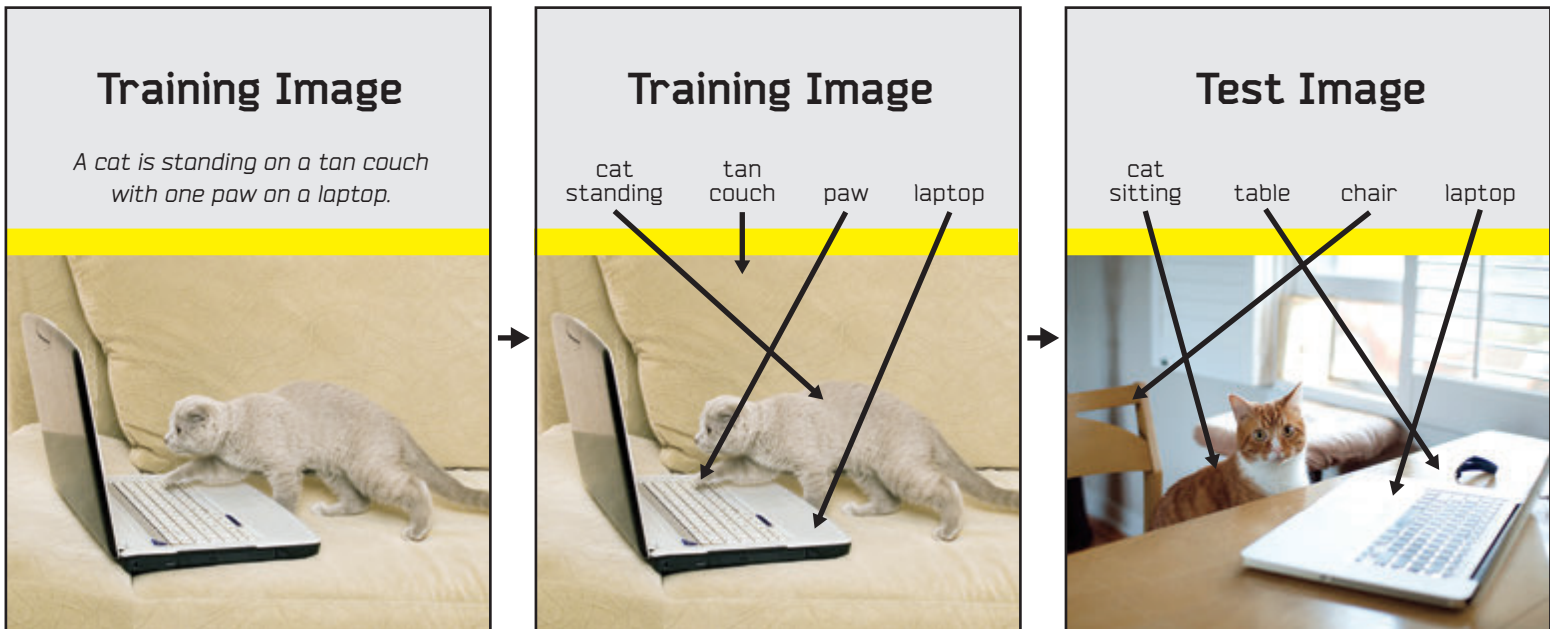 Training Image
A cat is standing on a tan couch
with one paw on a laptop.
Training Image
cat
standing
tan
couch
paw
laptop
Test Image
cat
sitting
table
chair
laptop